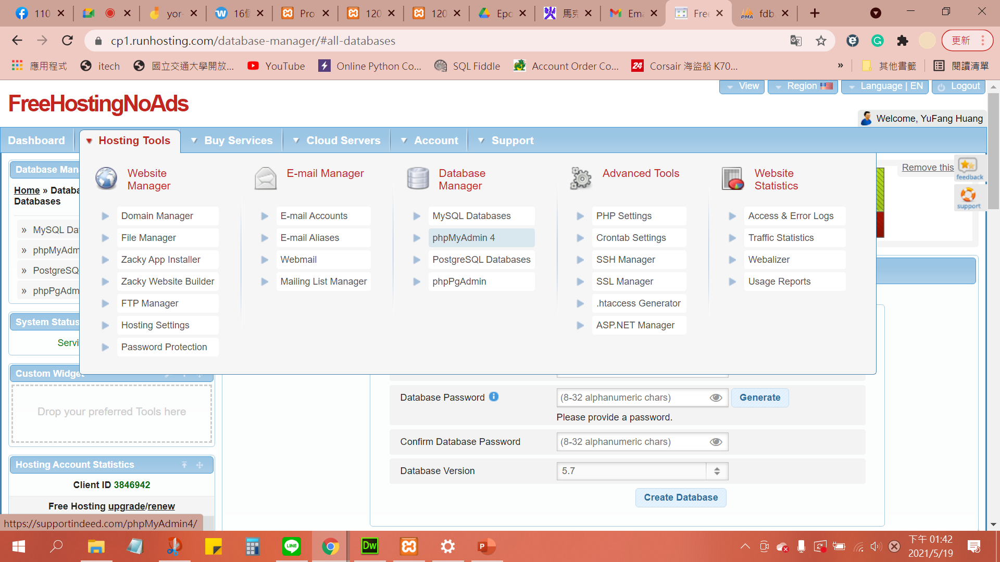 110
yor
16個
Pro
120
120
Epo
馬克
Ema
Free
fdb
cp1.runhosting.com/database-manager/#all-databases
更新
應用程式
itech
國立交通大學開放...
YouTube
Online Python Co...
SQL Fiddle
Account Order Co...
24
Corsair 海盜船 K70...
»
其他書籤
閱讀清單
FreeHostingNoAds
View
Region
Language | EN
Logout
Welcome, YuFang Huang
Dashboard
Hosting Tools
Buy Services
Cloud Servers
Account
Support
Database Man
Home » Databa
Databases
» MySQL Da
» phpMyAdm
» PostgreSQ
» phpPgAdm
System Status
Servi
Custom Widget
Drop your preferred Tools here
Hosting Account Statistics
Client ID 3846942
Free Hosting upgrade/renew
Website
Manager
Domain Manager
File Manager
Zacky App Installer
Zacky Website Builder
FTP Manager
Hosting Settings
Password Protection
E-mail Manager
E-mail Accounts
E-mail Aliases
Webmail
Mailing List Manager
Database
Manager
MySQL Databases
phpMyAdmin 4
PostgreSQL Databases
phpPgAdmin
Advanced Tools
PHP Settings
Crontab Settings
SSH Manager
SSL Manager
.htaccess Generator
ASP.NET Manager
Website
Statistics
Access & Error Logs
Traffic Statistics
Webalizer
Usage Reports
Remove this
feedback
support
Database Password
(8-32 alphanumeric chars)
Generate
Please provide a password.
Confirm Database Password
(8-32 alphanumeric chars)
Database Version
5.7
Create Database
https://supportindeed.com/phpMyAdmin4/
LINE
Dw
P
下午 01:42
2021/5/19